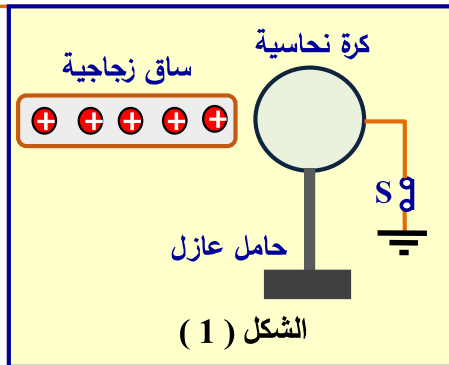 كرة نحاسية
ساق زجاجية
+ + + + +
S
حامل عازل
الشكل ( 1 )